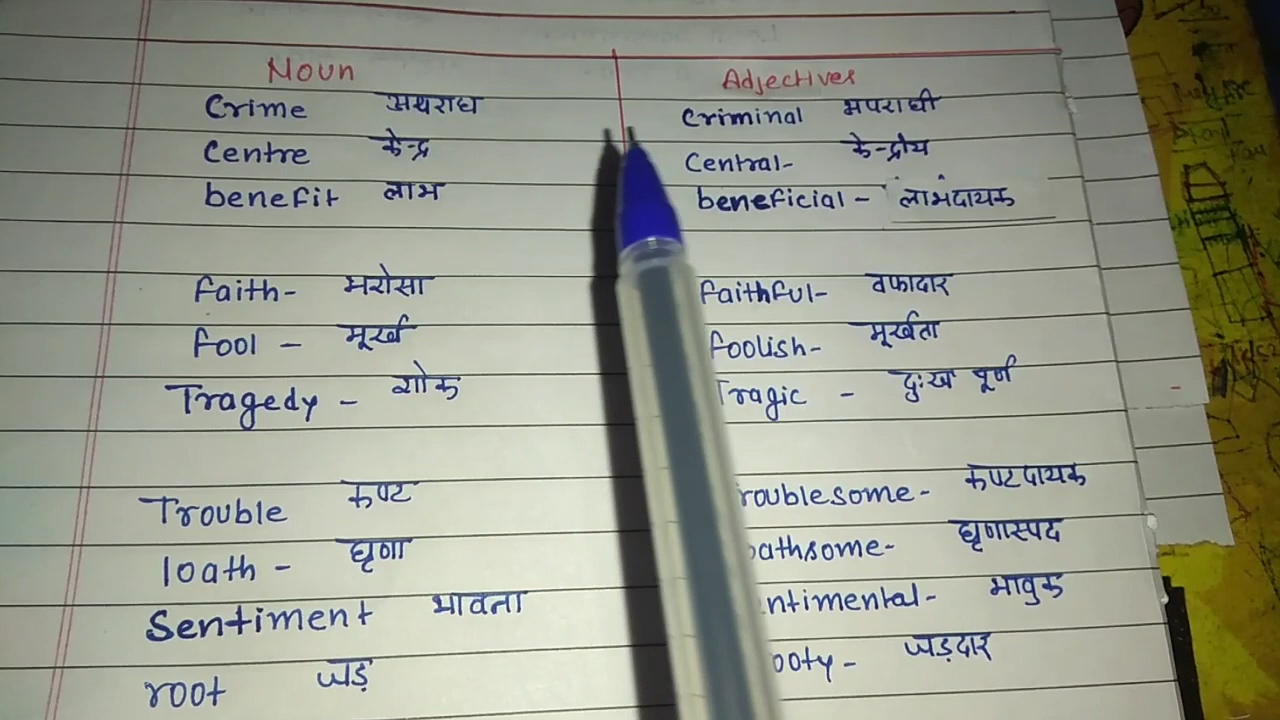 Noun Adjectives
Crime अपराध Criminal अपराधी
Centre केन्द्र Central- केन्द्रीय
benefit लाभ beneficial - लाभदायक
Faith- भरोसा Faithful- वफादार
Fool - मूर्ख Foolish- मूर्खता
Tragedy - शोक Tragic - दुःख पूर्ण
Trouble कष्ट roublesome- कष्टदायक
loath - घृणा oathsome- घृणास्पद
Sentiment भावना ntimental- भावुक
root जड़ ooty- जड़दार